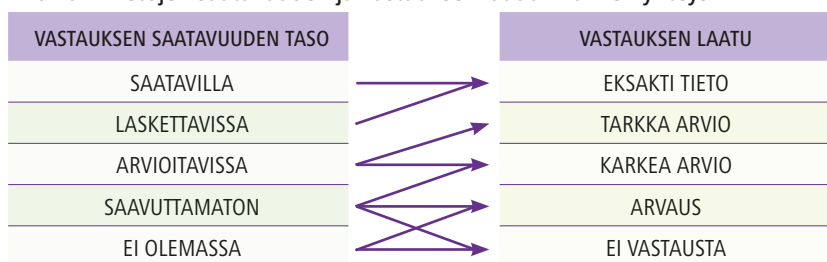 VASTAUKSEN SAATAVUUDEN TASO VASTAUKSEN LAATU
SAATAVILLA EKSAKTI TIETO
LASKETTAVISSA TARKKA ARVIO
ARVIOITAVISSA KARKEA ARVIO
SAAVUTTAMATON ARVAUS
EI OLEMASSA EI VASTAUSTA